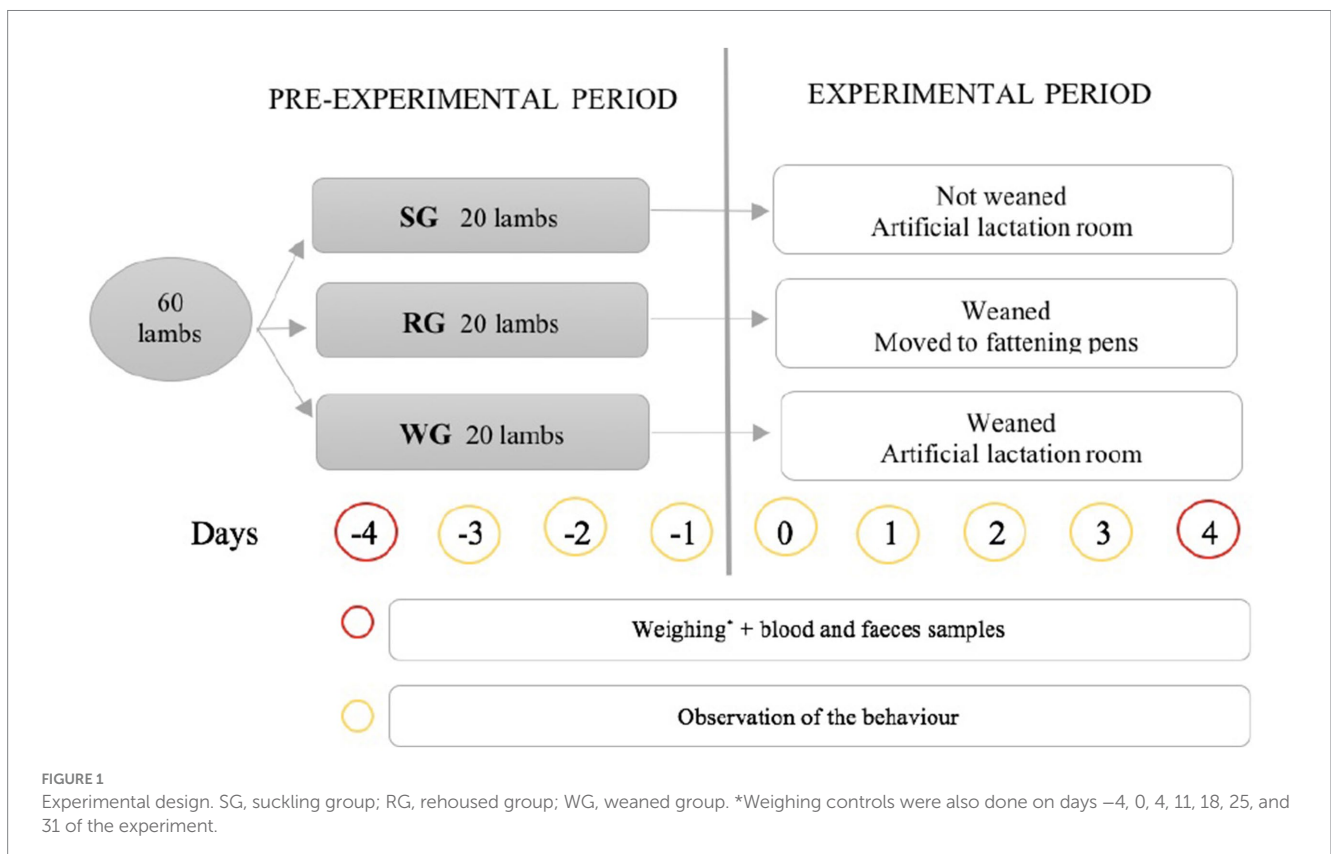 PRE-EXPERIMENTAL PERIOD
EXPERIMENTAL PERIOD
60
lambs
SG 20 lambs
Not weaned
Artificial lactation room
RG 20 lambs
Weaned
Moved to fattening pens
WG 20 lambs
Weaned
Artificial lactation room
Days -4 -3 -2 -1 0 1 2 3 4
Weighing* + blood and faeces samples
Observation of the behaviour
FIGURE 1
Experimental design. SG, suckling group; RG, rehoused group; WG, weaned group. *Weighing controls were also done on days −4, 0, 4, 11, 18, 25, and
31 of the experiment.